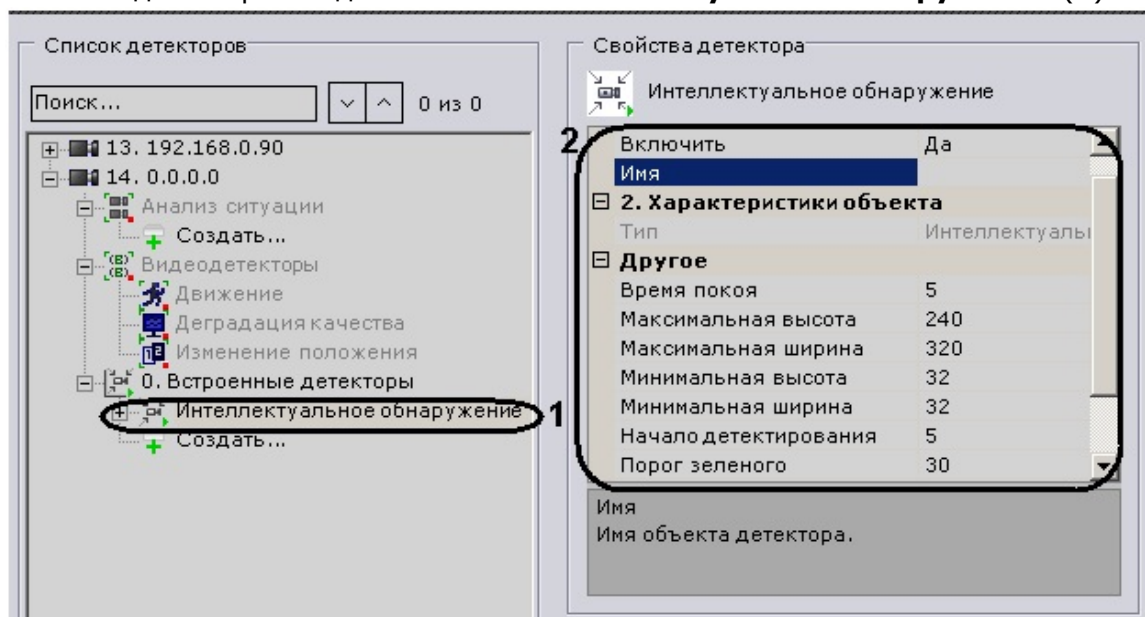 Список детекторов
Поиск... 0 из 0
13. 192.168.0.90
14. 0.0.0.0
Анализ ситуации
Создать...
Видеодетекторы
Движение
Деградация качества
Изменение положения
0. Встроенные детекторы
Интеллектуальное обнаружение
1
Создать...
Свойства детектора
Интеллектуальное обнаружение
2
Включить Да
Имя
2. Характеристики объекта
Тип Интеллектуаль
Другое
Время покоя 5
Максимальная высота 240
Максимальная ширина 320
Минимальная высота 32
Минимальная ширина 32
Начало детектирования 5
Порог зеленого 30
Имя
Имя объекта детектора.